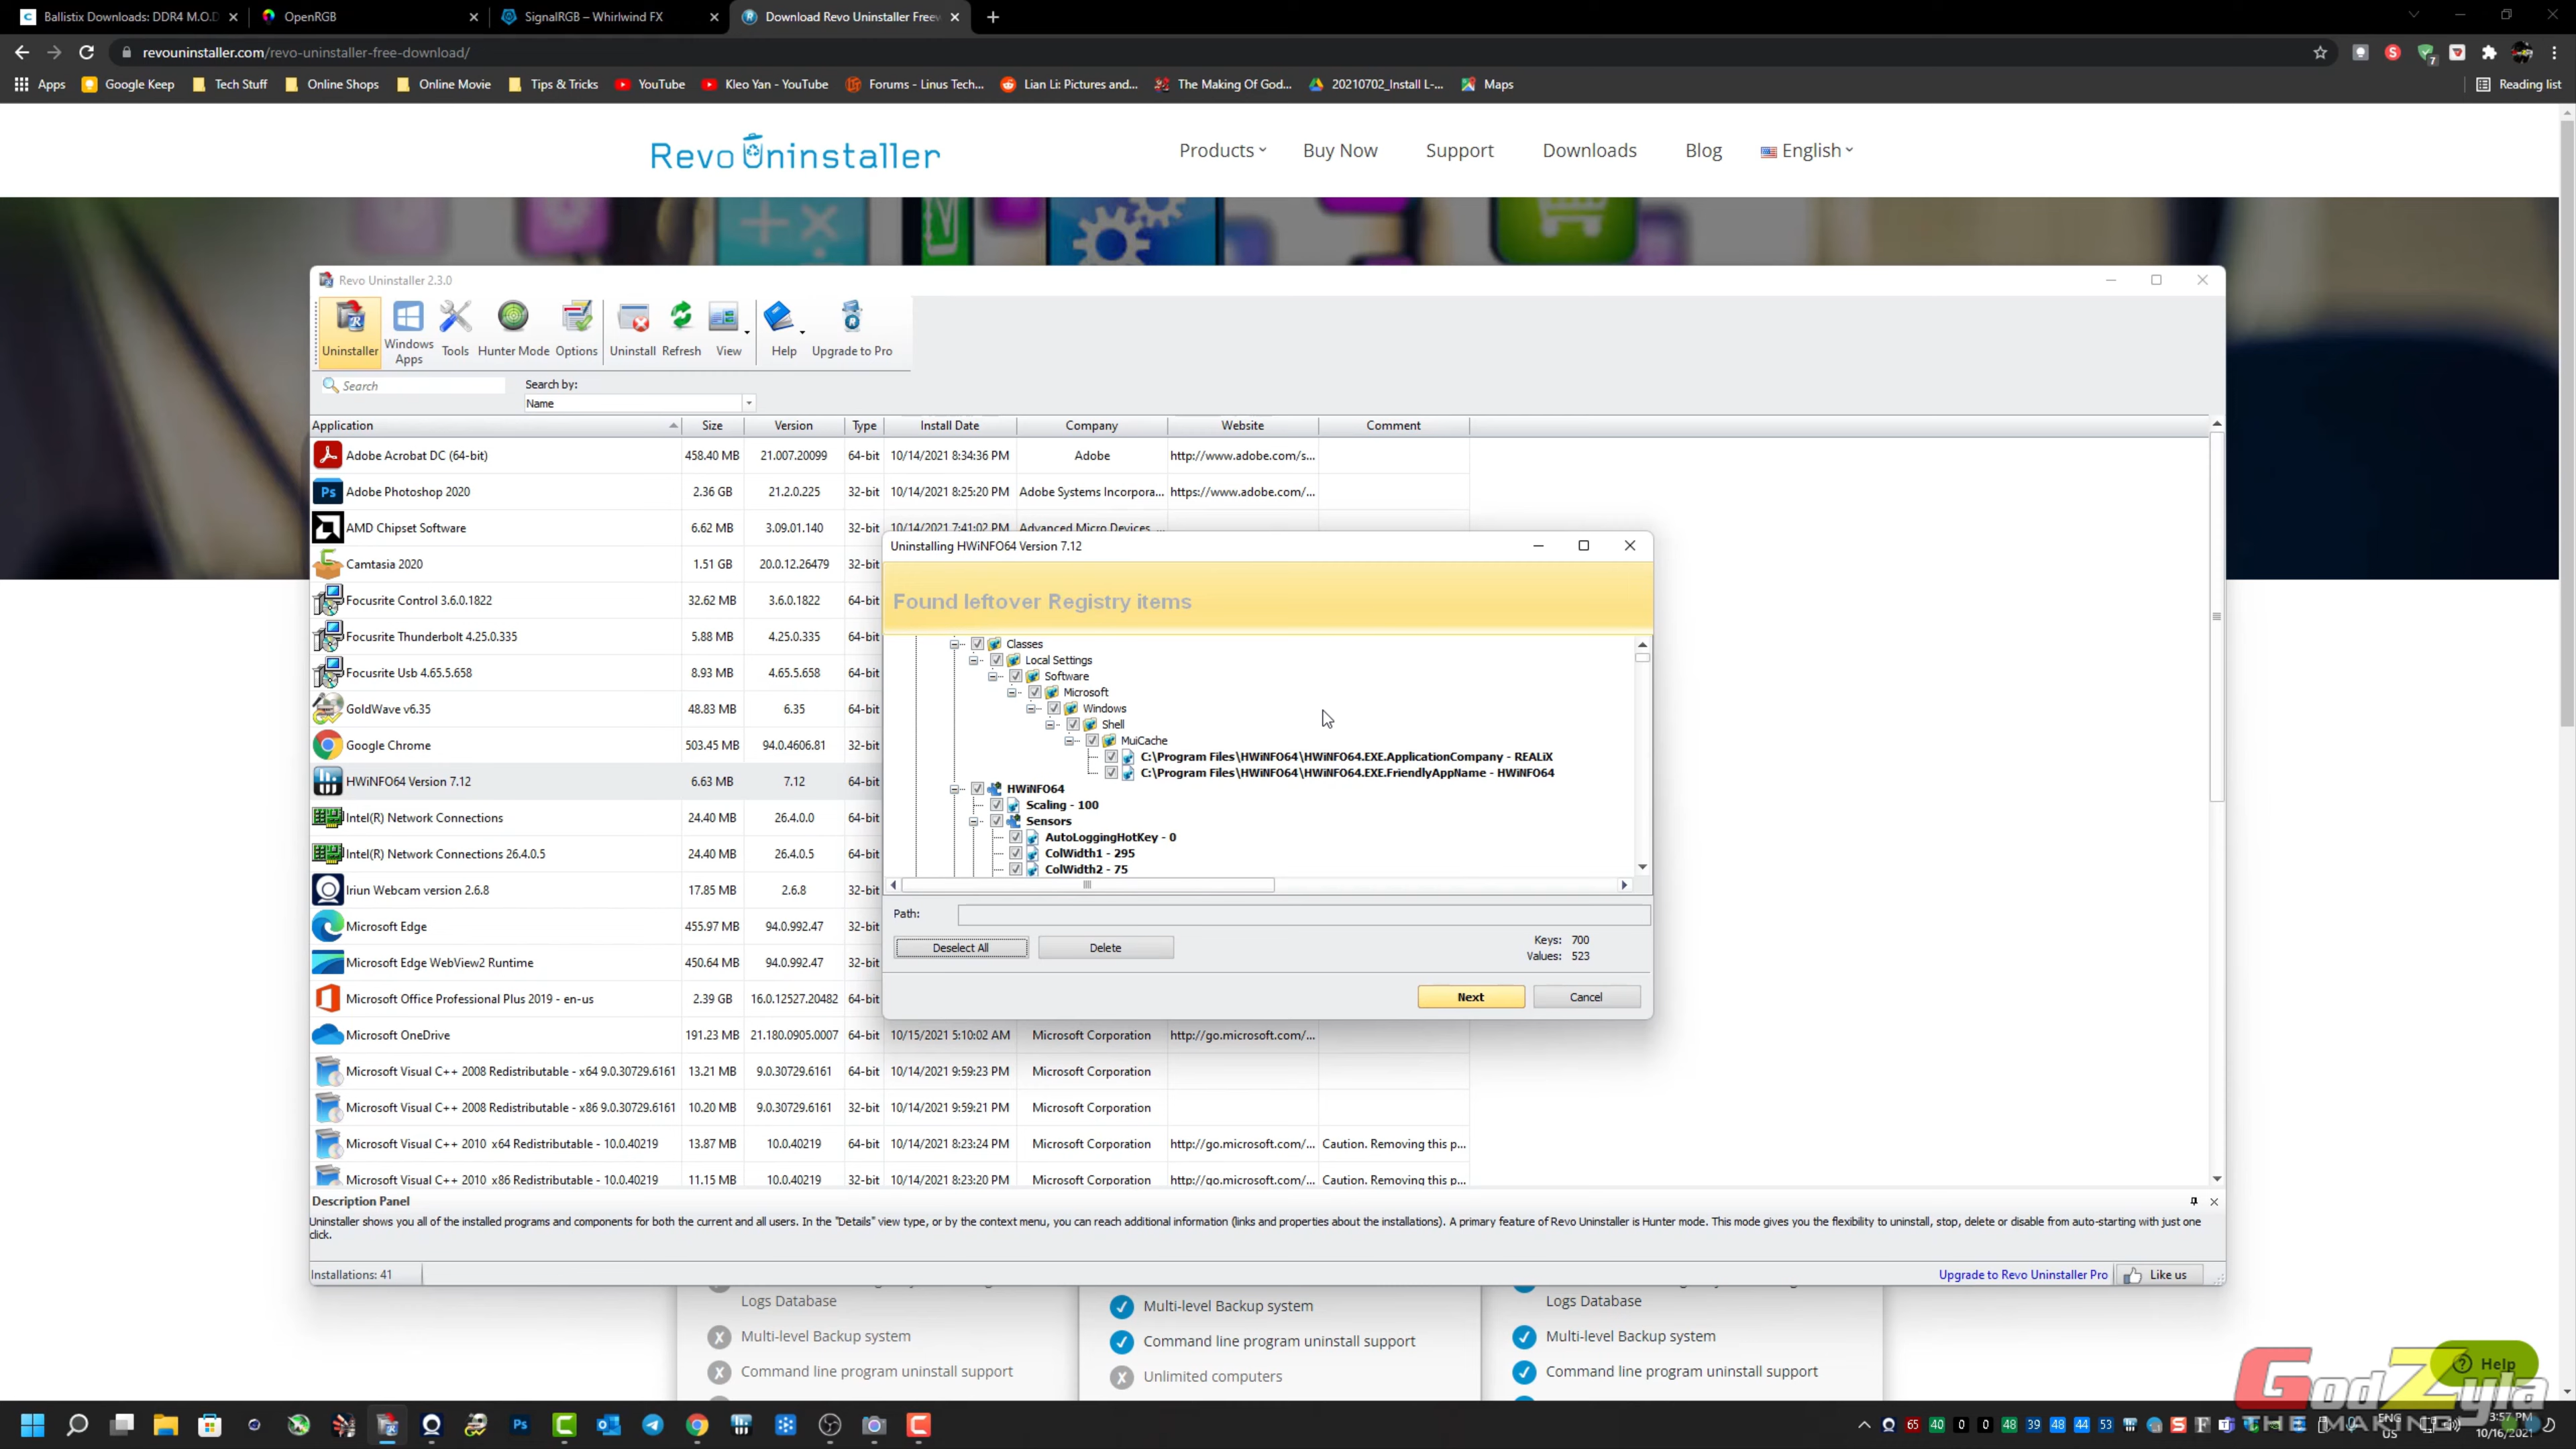 Ballistix Downloads: DDR4 M.O.D
OpenRGB
SignalRGB – Whirlwind FX
Download Revo Uninstaller Freew
revouninstaller.com/revo-uninstaller-free-download/
Apps
Google Keep
Tech Stuff
Online Shops
Online Movie
Tips & Tricks
YouTube
Kleo Yan - YouTube
Forums - Linus Tech...
Lian Li: Pictures and...
The Making Of God...
20210702_Install L-...
Maps
Reading list
Revo Uninstaller
Products
Buy Now
Support
Downloads
Blog
English
Revo Uninstaller 2.3.0
Uninstaller
Windows Apps
Tools
Hunter Mode
Options
Uninstall
Refresh
View
Help
Upgrade to Pro
Search
Search by:
Name
Application Size Version Type Install Date Company Website Comment
Adobe Acrobat DC (64-bit) 458.40 MB 21.007.20099 64-bit 10/14/2021 8:34:36 PM Adobe http://www.adobe.com/s...
Adobe Photoshop 2020 2.36 GB 21.2.0.225 32-bit 10/14/2021 8:25:20 PM Adobe Systems Incorpora... https://www.adobe.com/...
AMD Chipset Software 6.62 MB 3.09.01.140 32-bit 10/14/2021 7:41:02 PM Advanced Micro Devices, ...
Camtasia 2020 1.51 GB 20.0.12.26479 32-bit
Focusrite Control 3.6.0.1822 32.62 MB 3.6.0.1822 64-bit
Focusrite Thunderbolt 4.25.0.335 5.88 MB 4.25.0.335 64-bit
Focusrite Usb 4.65.5.658 8.93 MB 4.65.5.658 64-bit
GoldWave v6.35 48.83 MB 6.35 64-bit
Google Chrome 503.45 MB 94.0.4606.81 32-bit
HWiNFO64 Version 7.12 6.63 MB 7.12 64-bit
Intel(R) Network Connections 24.40 MB 26.4.0.0 64-bit
Intel(R) Network Connections 26.4.0.5 24.40 MB 26.4.0.5 64-bit
Iriun Webcam version 2.6.8 17.85 MB 2.6.8 32-bit
Microsoft Edge 455.97 MB 94.0.992.47 32-bit
Microsoft Edge WebView2 Runtime 450.64 MB 94.0.992.47 32-bit
Microsoft Office Professional Plus 2019 - en-us 2.39 GB 16.0.12527.20482 64-bit
Microsoft OneDrive 191.23 MB 21.180.0905.0007 64-bit 10/15/2021 5:10:02 AM Microsoft Corporation http://go.microsoft.com/...
Microsoft Visual C++ 2008 Redistributable - x64 9.0.30729.6161 13.21 MB 9.0.30729.6161 64-bit 10/14/2021 9:59:23 PM Microsoft Corporation
Microsoft Visual C++ 2008 Redistributable - x86 9.0.30729.6161 10.20 MB 9.0.30729.6161 32-bit 10/14/2021 9:59:21 PM Microsoft Corporation
Microsoft Visual C++ 2010 x64 Redistributable - 10.0.40219 13.87 MB 10.0.40219 64-bit 10/14/2021 8:23:24 PM Microsoft Corporation http://go.microsoft.com/... Caution. Removing this p...
Microsoft Visual C++ 2010 x86 Redistributable - 10.0.40219 11.15 MB 10.0.40219 32-bit 10/14/2021 8:23:20 PM Microsoft Corporation http://go.microsoft.com/... Caution. Removing this p...
Uninstalling HWiNFO64 Version 7.12
Found leftover Registry items
Classes
Local Settings
Software
Microsoft
Windows
Shell
MuiCache
C:\Program Files\HWiNFO64\HWiNFO64.EXE.ApplicationCompany - REALiX
C:\Program Files\HWiNFO64\HWiNFO64.EXE.FriendlyAppName - HWiNFO64
HWiNFO64
Scaling - 100
Sensors
AutoLoggingHotKey - 0
ColWidth1 - 295
ColWidth2 - 75
Path:
Deselect All
Delete
Keys: 700
Values: 523
Next
Cancel
Description Panel
Uninstaller shows you all of the installed programs and components for both the current and all users. In the "Details" view type, or by the context menu, you can reach additional information (links and properties about the installations). A primary feature of Revo Uninstaller is Hunter mode. This mode gives you the flexibility to uninstall, stop, delete or disable from auto-starting with just one
click.
Installations: 41
Upgrade to Revo Uninstaller Pro
Like us
Logs Database
Multi-level Backup system
Command line program uninstall support
Multi-level Backup system
Command line program uninstall support
Unlimited computers
Logs Database
Multi-level Backup system
Command line program uninstall support
Help
GodZyla
THE MAKING
65 40 0 0 48 39 48 44 53
ENG
US
3:57 PM
10/16/2021